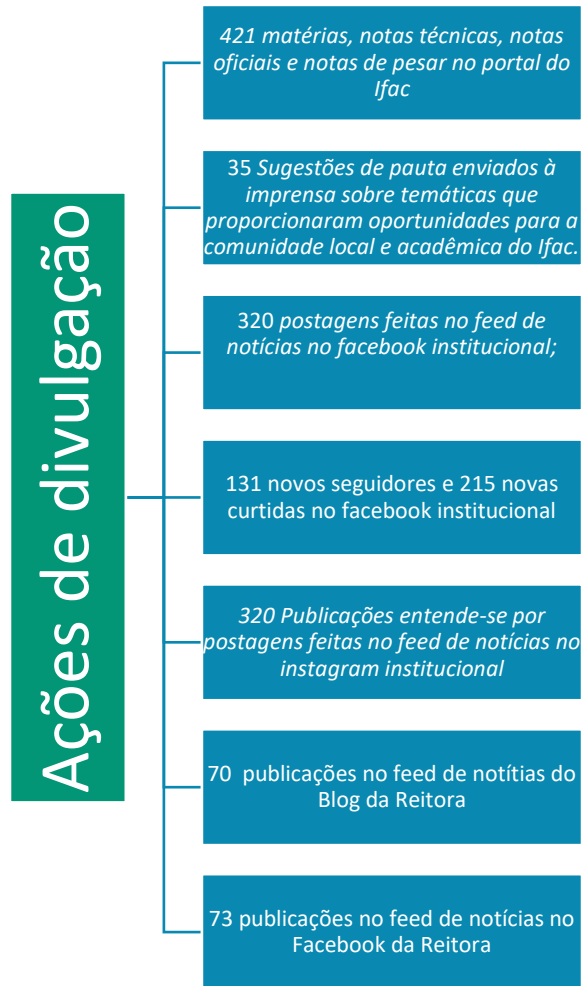 Ações de divulgação
421 matérias, notas técnicas, notas
oficiais e notas de pesar no portal do
Ifac
35 Sugestões de pauta enviados à
imprensa sobre temáticas que
proporcionaram oportunidades para a
comunidade local e acadêmica do Ifac.
320 postagens feitas no feed de
notícias no facebook institucional;
131 novos seguidores e 215 novas
curtidas no facebook institucional
320 Publicações entende-se por
postagens feitas no feed de notícias no
instagram institucional
70 publicações no feed de notítias do
Blog da Reitora
73 publicações no feed de notícias no
Facebook da Reitora